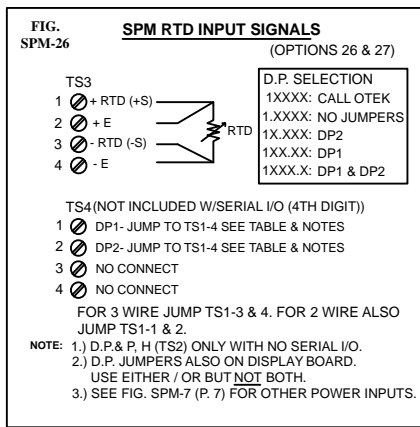 FIG.
SPM-26
SPM RTD INPUT SIGNALS
(OPTIONS 26 & 27)
TS3
1 + RTD (+S)
2 + E
3 - RTD (-S)
4 - E
RTD
D.P. SELECTION
1XXXX: CALL OTEK
1.XXXX: NO JUMPERS
1X.XXX: DP2
1XX.XX: DP1
1XXX.X: DP1 & DP2
TS4 (NOT INCLUDED W/SERIAL I/O (4TH DIGIT))
1 DP1- JUMP TO TS1-4 SEE TABLE & NOTES
2 DP2- JUMP TO TS1-4 SEE TABLE & NOTES
3 NO CONNECT
4 NO CONNECT
FOR 3 WIRE JUMP TS1-3 & 4. FOR 2 WIRE ALSO
JUMP TS1-1 & 2.
NOTE: 1.) D.P.& P, H (TS2) ONLY WITH NO SERIAL I/O.
2.) D.P. JUMPERS ALSO ON DISPLAY BOARD.
USE EITHER / OR BUT NOT BOTH.
3.) SEE FIG. SPM-7 (P. 7) FOR OTHER POWER INPUTS.